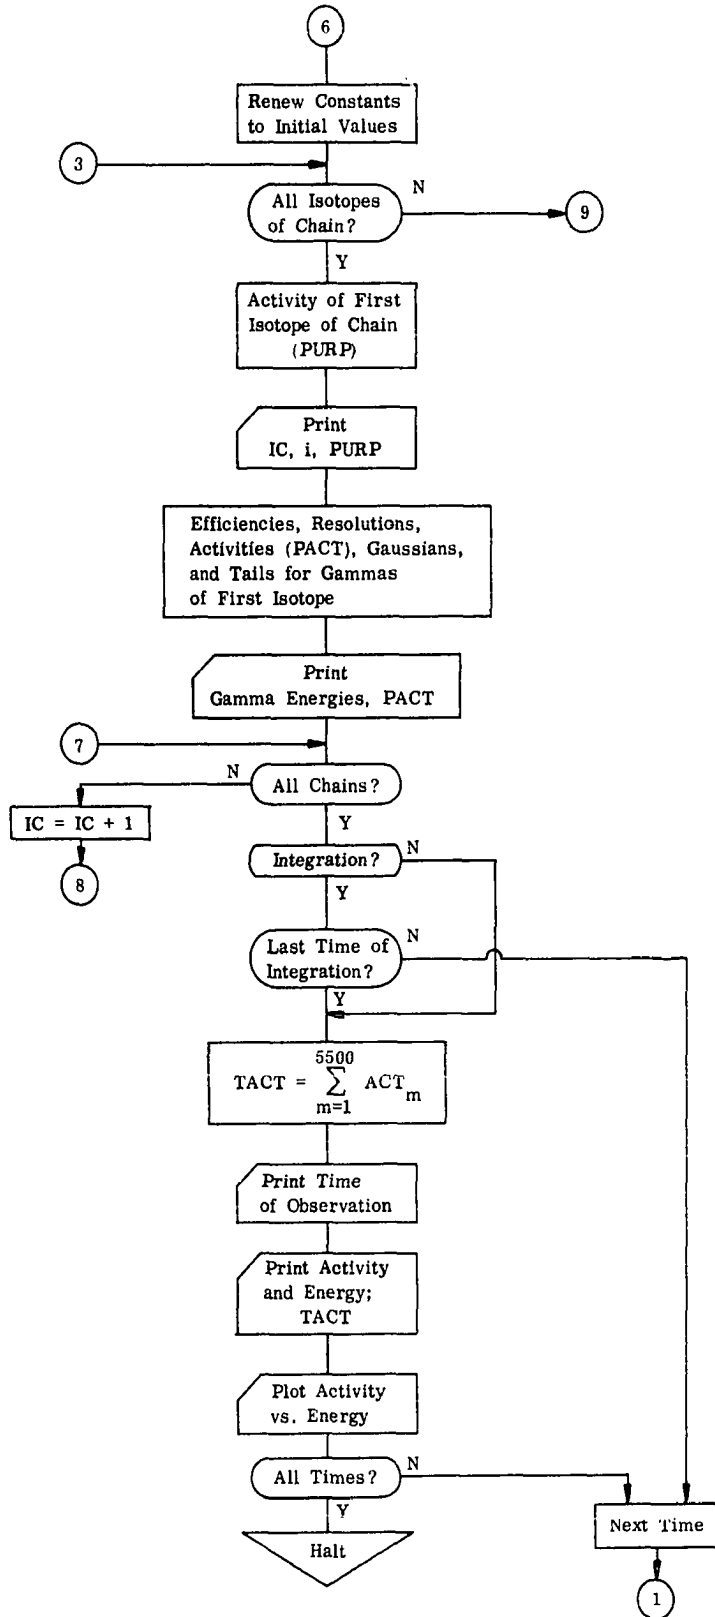 6
Renew Constants
to Initial Values
3
All Isotopes
of Chain?
N
9
Y
Activity of First
Isotope of Chain
(PURP)
Print
IC, i, PURP
Efficiencies, Resolutions,
Activities (PACT), Gaussians,
and Tails for Gammas
of First Isotope
Print
Gamma Energies, PACT
7
N
All Chains?
IC = IC + 1
Y
8
Integration?
N
Y
Last Time of
Integration?
N
Y
5500
TACT = ∑ ACT_m
m=1
Print Time
of Observation
Print Activity
and Energy;
TACT
Plot Activity
vs. Energy
All Times?
N
Y
Next Time
Halt
1